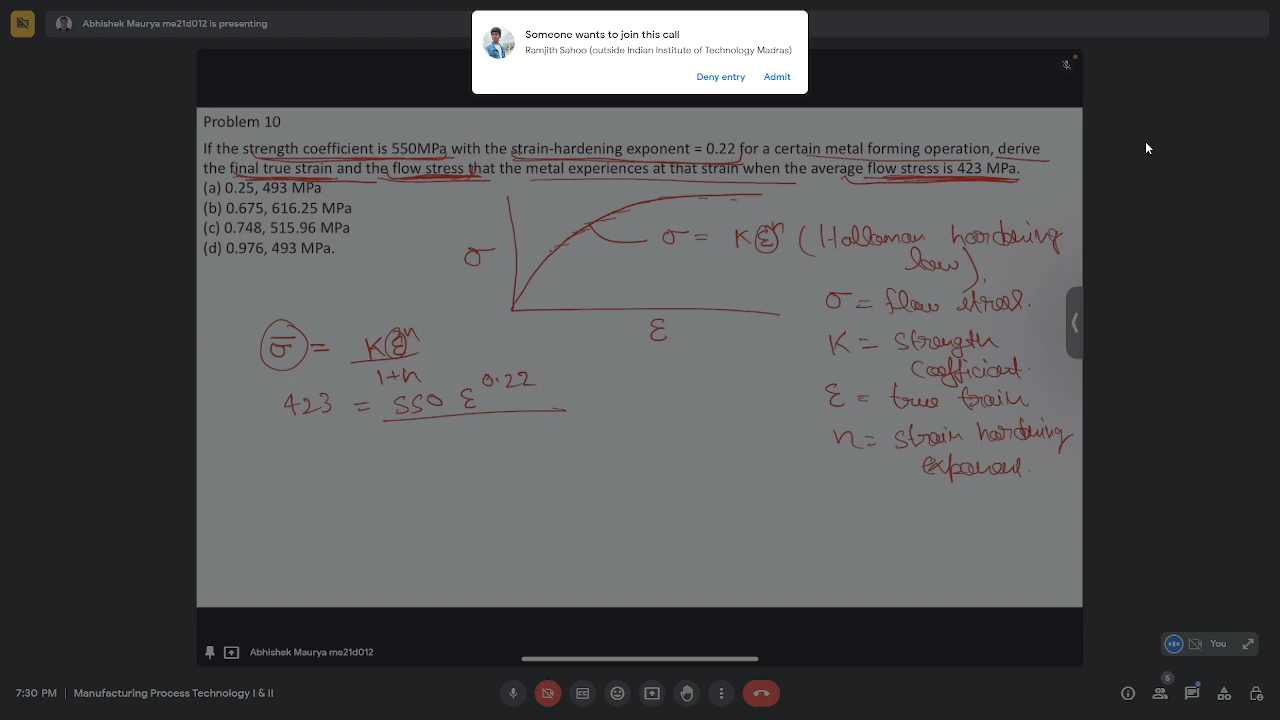 Abhishek Maurya me21d012 is presenting
Someone wants to join this call
Ramjith Sahoo (outside Indian Institute of Technology Madras)
Deny entry Admit
Problem 10
If the strength coefficient is 550MPa with the strain-hardening exponent = 0.22 for a certain metal forming operation, derive
the final true strain and the flow stress that the metal experiences at that strain when the average flow stress is 423 MPa.
(a) 0.25, 493 MPa
(b) 0.675, 616.25 MPa
(c) 0.748, 515.96 MPa
(d) 0.976, 493 MPa.
σ
ε
σ = Kεⁿ (Holloman hardening
law).
σ = flow stress.
K = strength
coefficient.
ε = true train
n = strain hardening
exponent.
σ̅ = Kεⁿ
1+n
423 = 550 ε^0.22
Abhishek Maurya me21d012
You
7:30 PM | Manufacturing Process Technology I & II
6